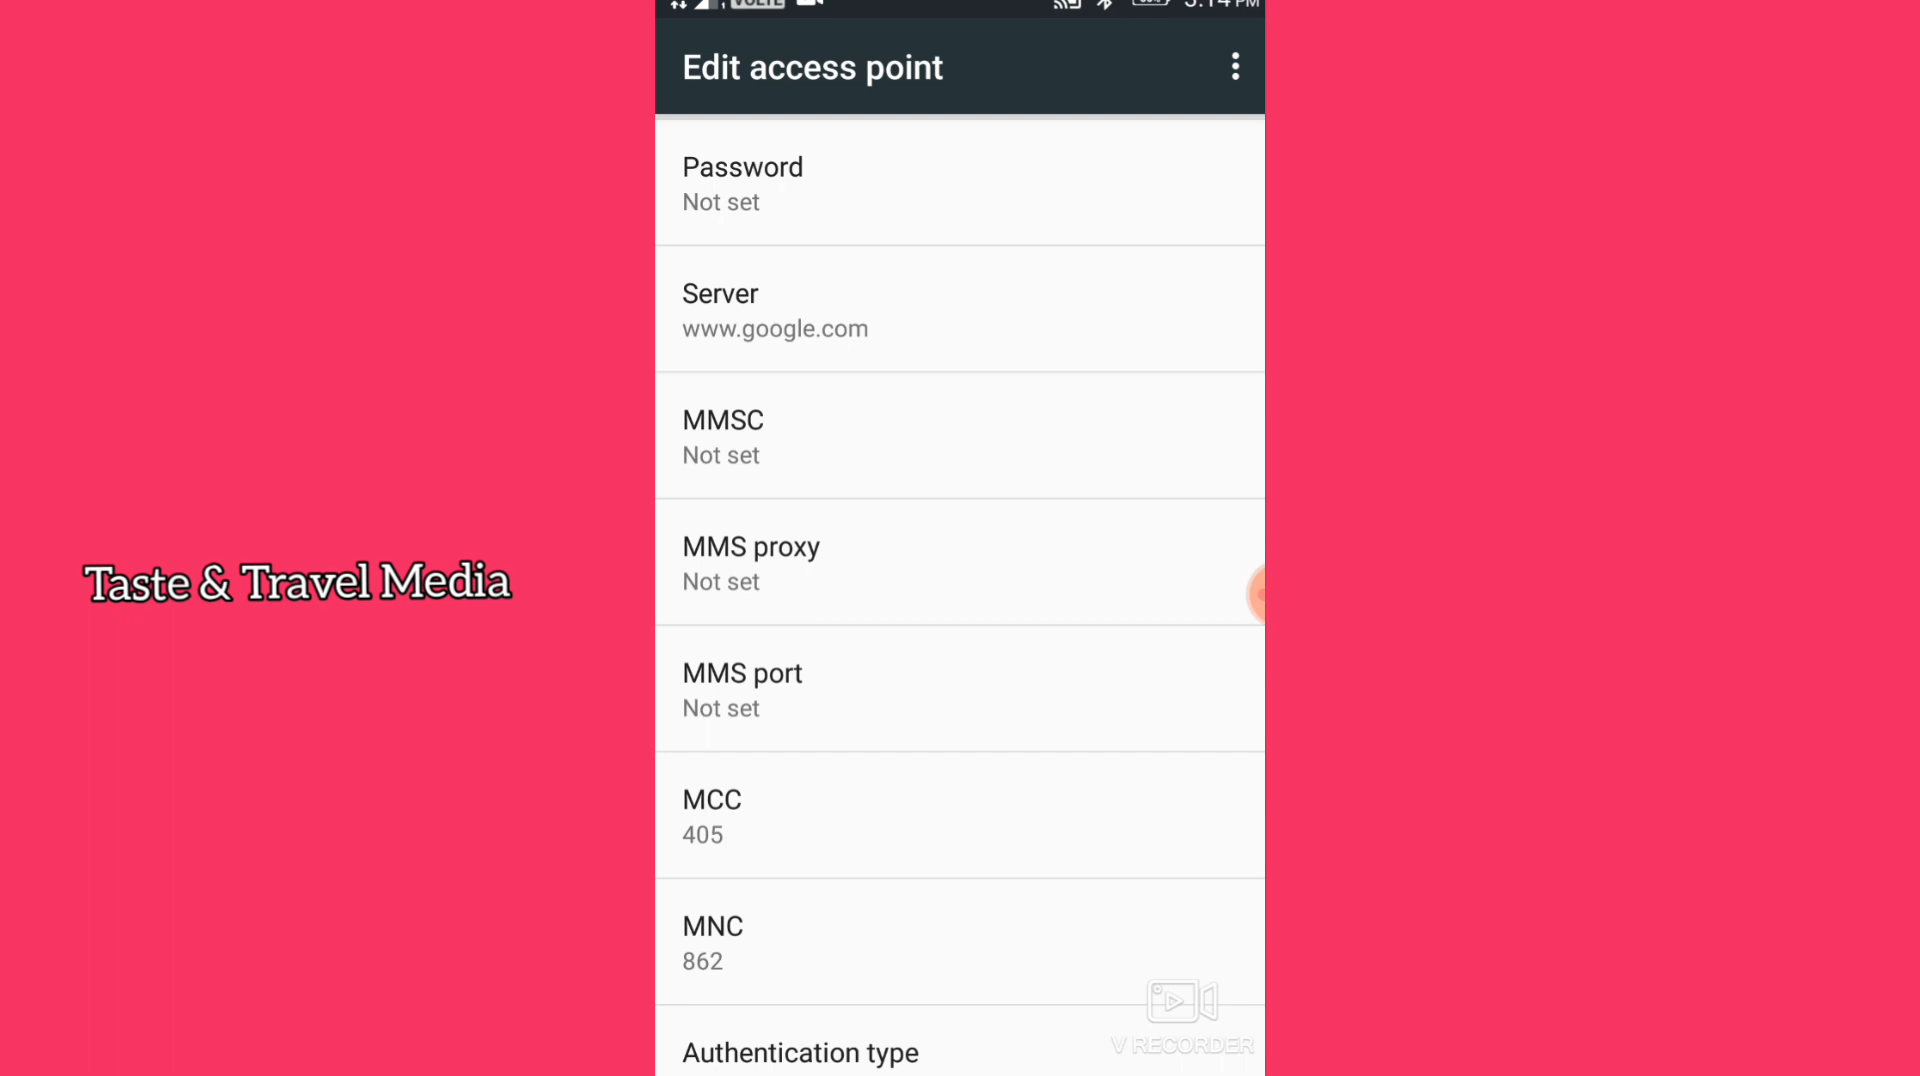 Edit access point
Password
Not set
Server
www.google.com
MMSC
Not set
MMS proxy
Not set
MMS port
Not set
MCC
405
MNC
862
Authentication type
Taste & Travel Media
V RECORDER